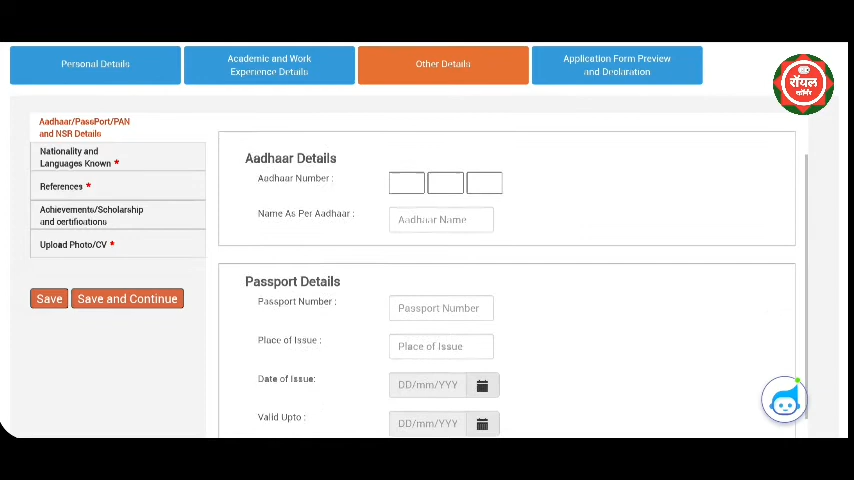 Personal Details
Academic and Work
Experience Details
Other Details
Application Form Preview
and Declaration
रॉयल
कॉर्नर
Aadhaar/PassPort/PAN
and NSR Details
Nationality and
Languages Known *
References *
Achievements/Scholarship
and certifications
Upload Photo/CV *
Save
Save and Continue
Aadhaar Details
Aadhaar Number :
Name As Per Aadhaar :
Aadhaar Name
Passport Details
Passport Number :
Passport Number
Place of Issue :
Place of Issue
Date of Issue:
DD/mm/YYY
Valid Upto :
DD/mm/YYY